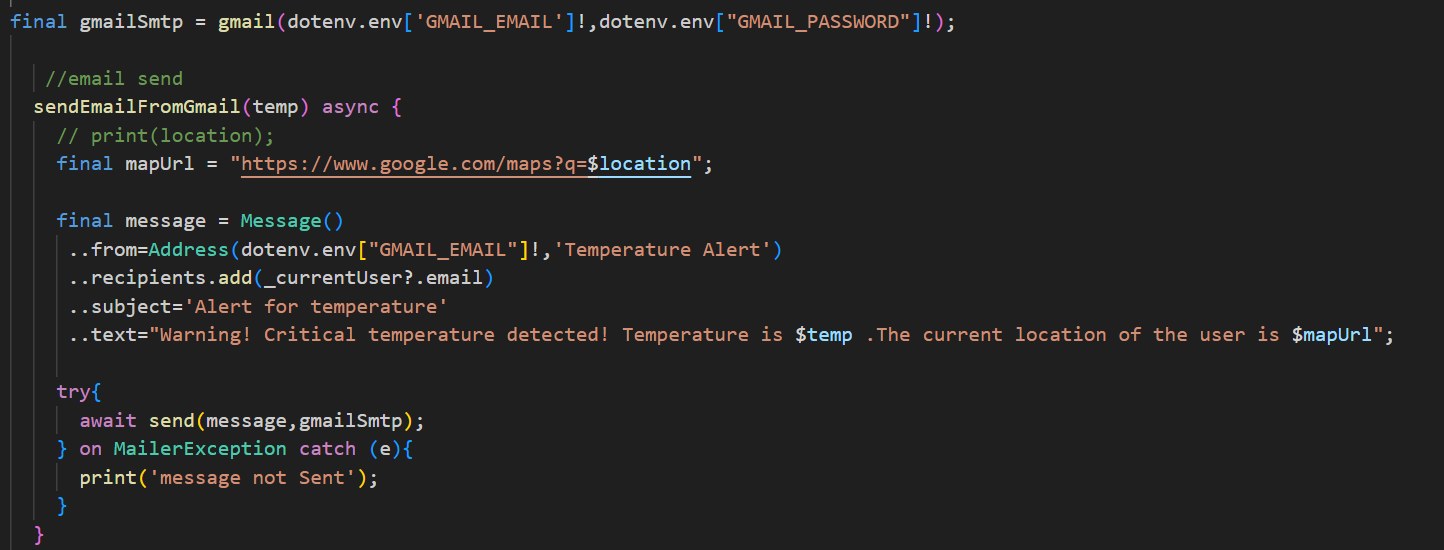 final gmailSmtp = gmail(dotenv.env['GMAIL_EMAIL']!,dotenv.env["GMAIL_PASSWORD"]!);
//email send
sendEmailFromGmail(temp) async {
// print(location);
final mapUrl = "https://www.google.com/maps?q=$location";
final message = Message()
..from=Address(dotenv.env["GMAIL_EMAIL"]!,'Temperature Alert')
..recipients.add(_currentUser?.email)
..subject='Alert for temperature'
..text="Warning! Critical temperature detected! Temperature is $temp .The current location of the user is $mapUrl";
try{
await send(message,gmailSmtp);
} on MailerException catch (e){
print('message not Sent');
}
}